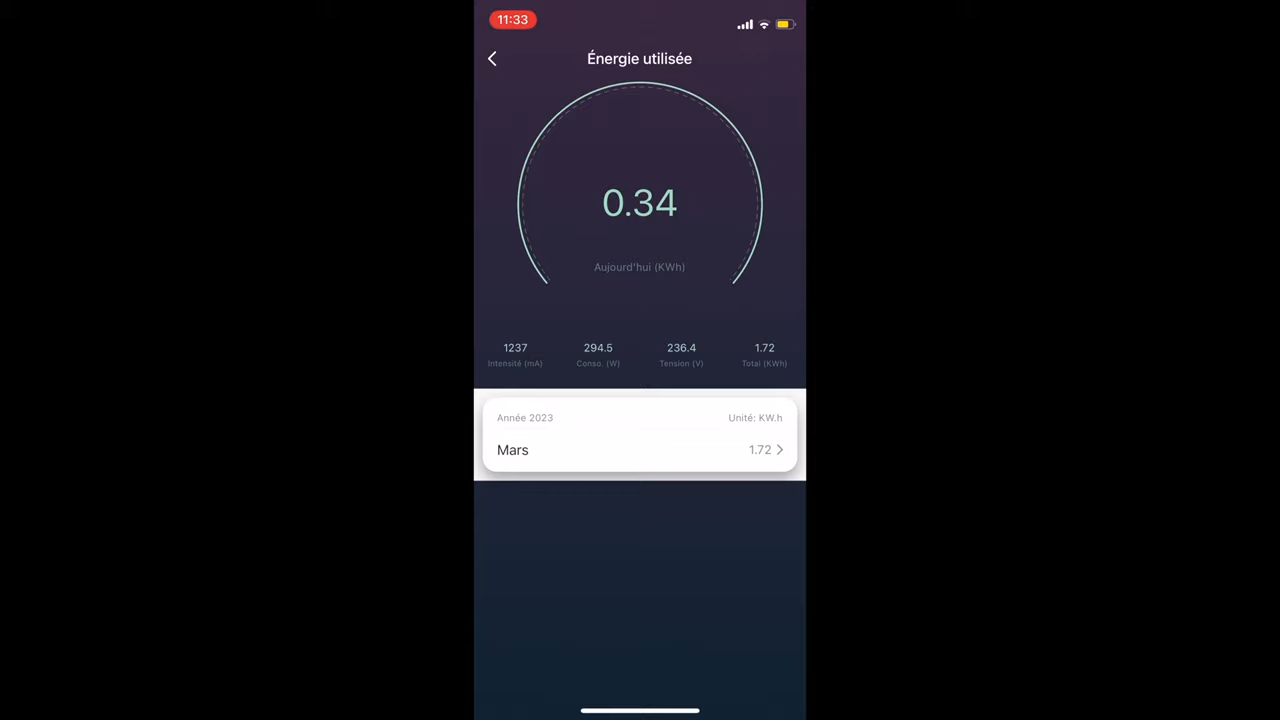 11:33
Énergie utilisée
0.34
Aujourd'hui (KWh)
1237 294.5 236.4 1.72
Intensité (mA) Conso. (W) Tension (V) Total (KWh)
Année 2023 Unité: KW.h
Mars 1.72